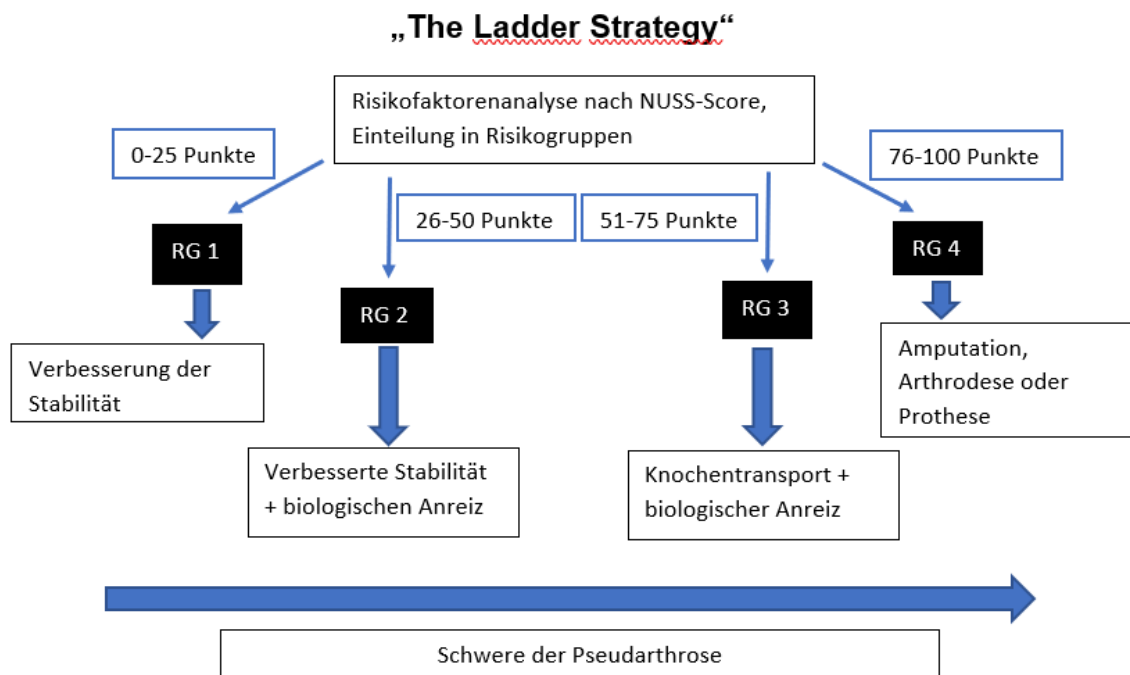 „The Ladder Strategy“
Risikofaktorenanalyse nach NUSS-Score,
Einteilung in Risikogruppen
0-25 Punkte
76-100 Punkte
26-50 Punkte
51-75 Punkte
RG 1
RG 4
RG 2
RG 3
Verbesserung der
Stabilität
Amputation,
Arthrodese oder
Prothese
Verbesserte Stabilität
+ biologischen Anreiz
Knochentransport +
biologischer Anreiz
Schwere der Pseudarthrose